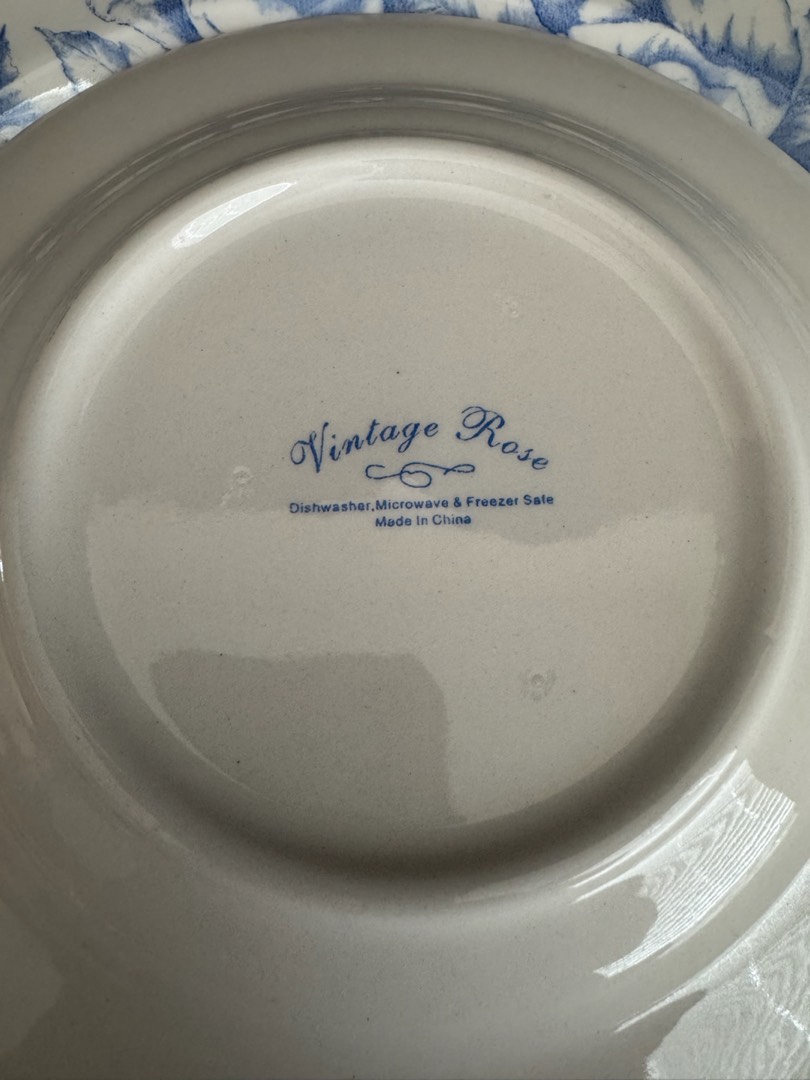 Vintage Rose
Dishwasher,Microwave & Freezer Safe
Made In China